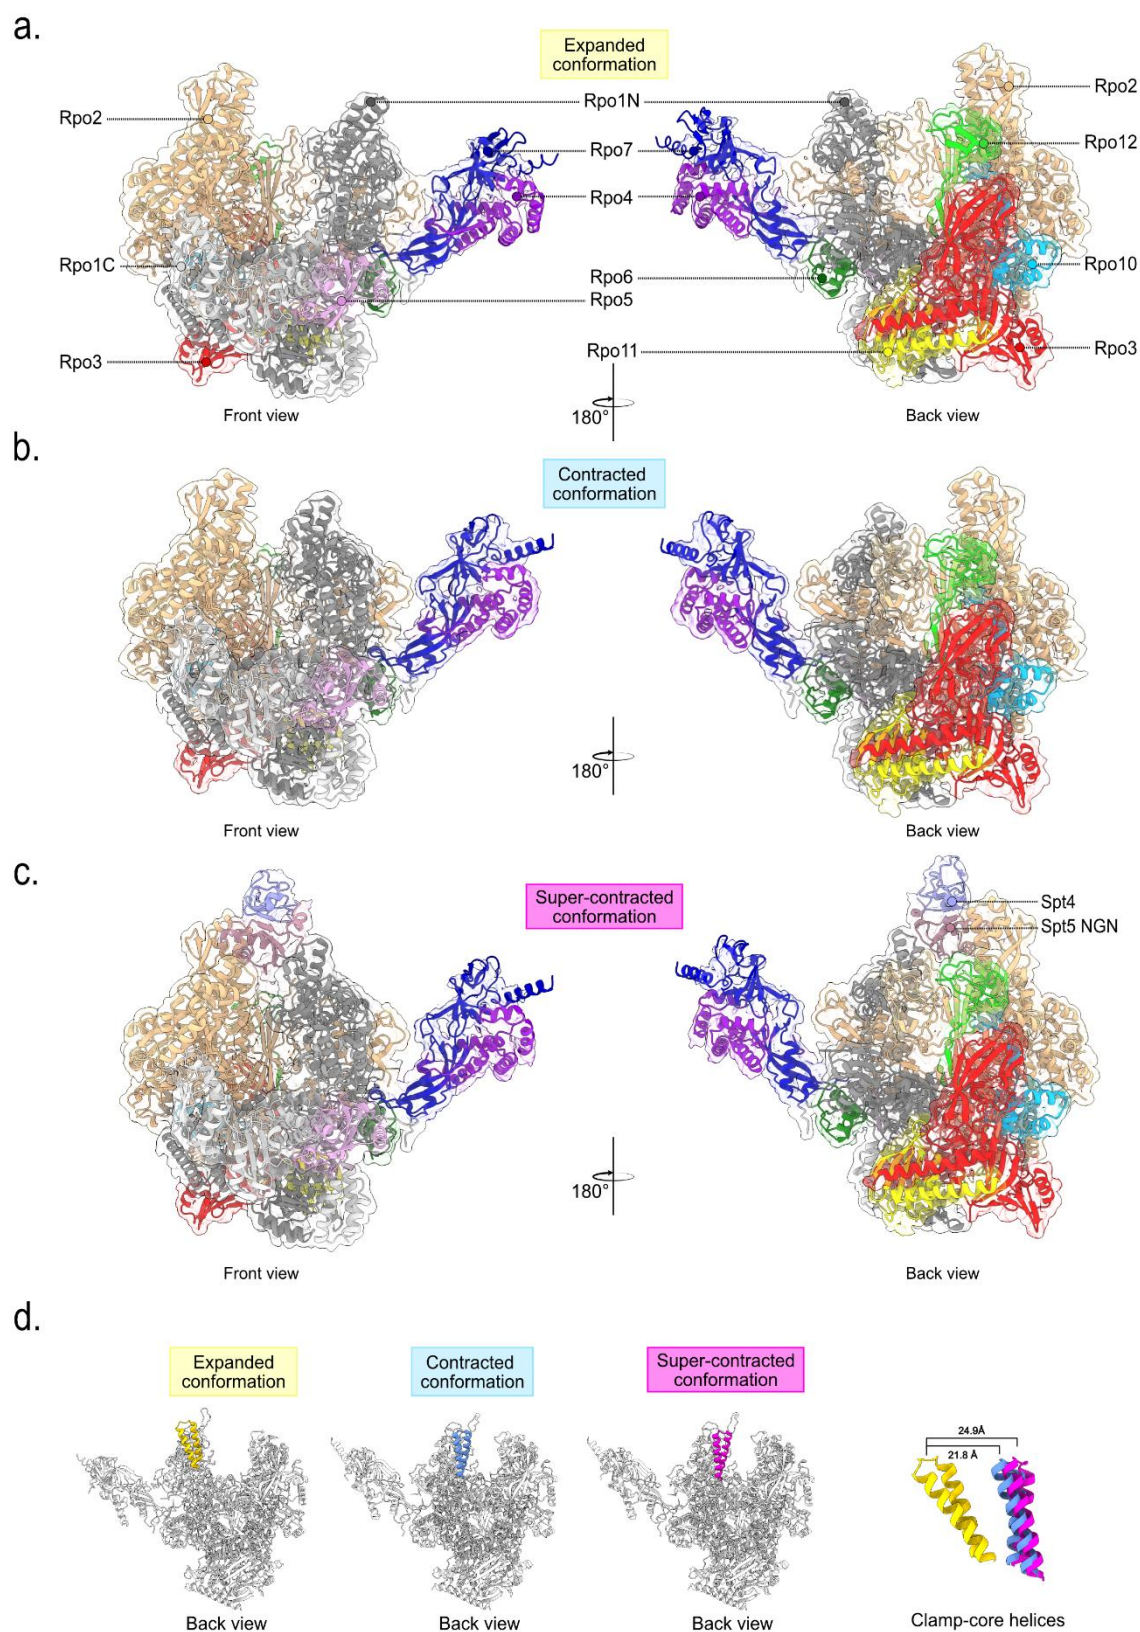 a.
Expanded
conformation
Rpo2
Rpo1N
Rpo2
Rpo7
Rpo12
Rpo4
Rpo1C
Rpo6
Rpo10
Rpo5
Rpo3
Rpo11
Rpo3
Front view
180°
Back view
b.
Contracted
conformation
180°
Front view
Back view
c.
Super-contracted
conformation
Spt4
Spt5 NGN
180°
Front view
Back view
d.
Expanded
conformation
Contracted
conformation
Super-contracted
conformation
24.9Å
21.8 Å
Back view
Back view
Back view
Clamp-core helices